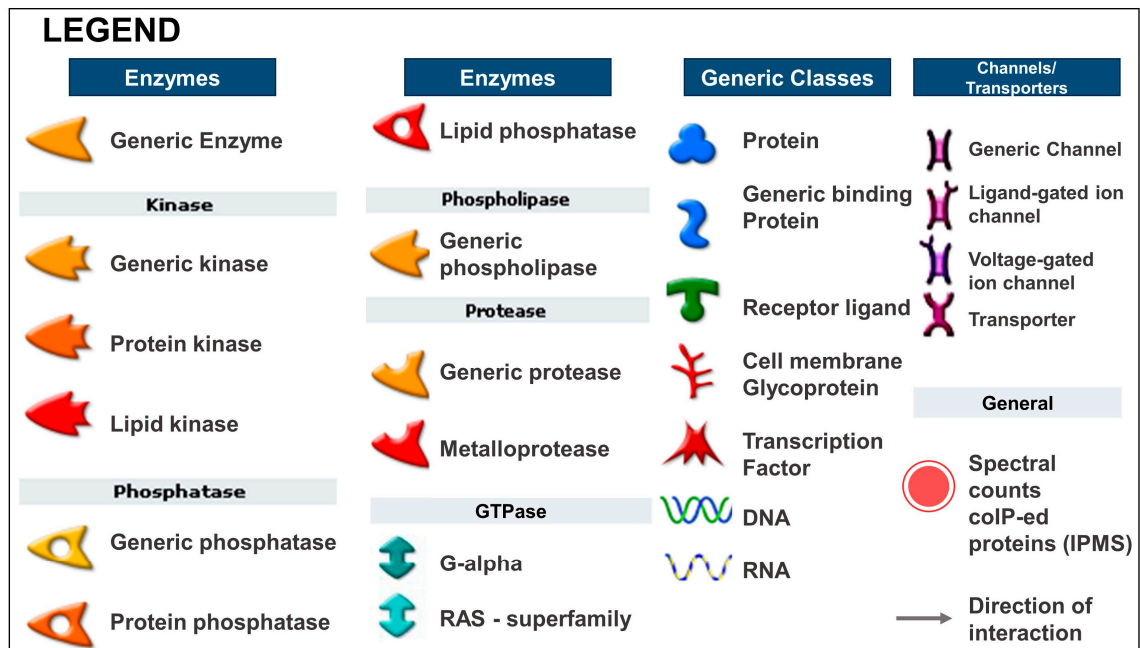 LEGEND
Enzymes
Generic Enzyme
Kinase
Generic kinase
Protein kinase
Lipid kinase
Phosphatase
Generic phosphatase
Protein phosphatase
Enzymes
Lipid phosphatase
Phospholipase
Generic
phospholipase
Protease
Generic protease
Metalloprotease
GTPase
G-alpha
RAS - superfamily
Generic Classes
Protein
Generic binding
Protein
Receptor ligand
Cell membrane
Glycoprotein
Transcription
Factor
DNA
RNA
Channels/
Transporters
Generic Channel
Ligand-gated ion
channel
Voltage-gated
ion channel
Transporter
General
Spectral
counts
coIP-ed
proteins (IPMS)
Direction of
interaction